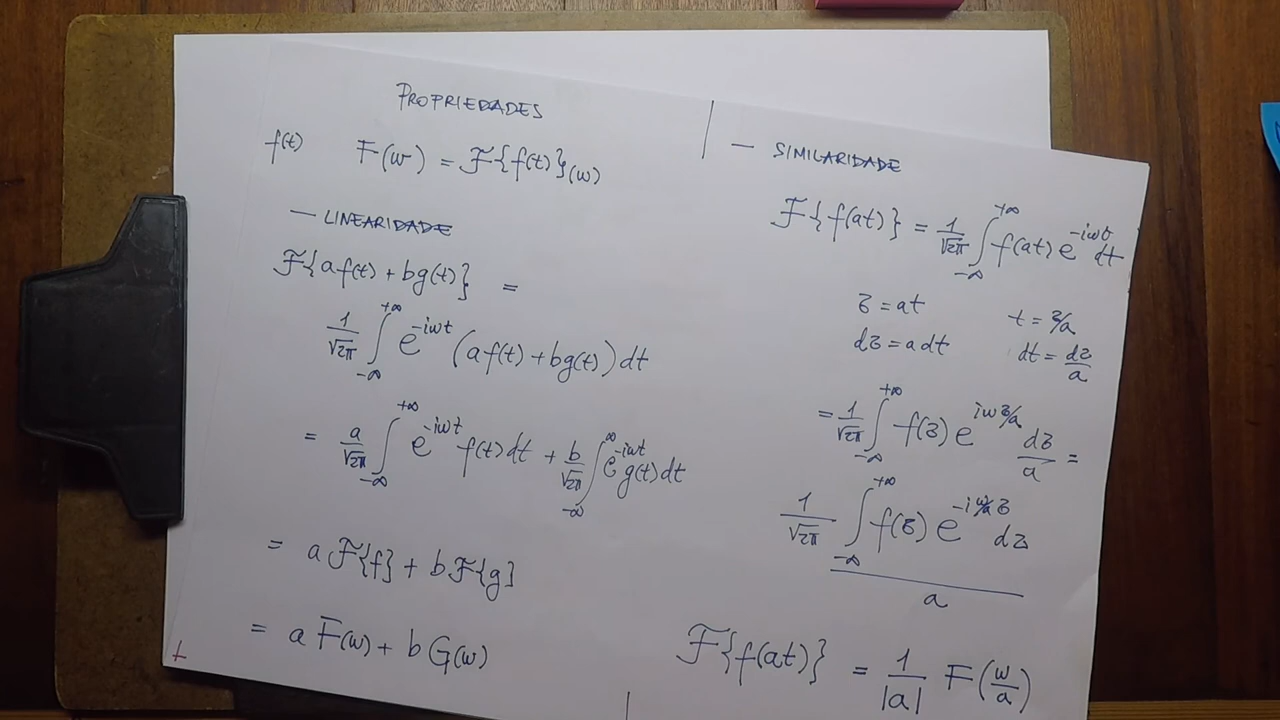 PROPRIEDADES
f(t) F(w) = ℱ{f(t)}(w)
— LINEARIDADE
ℱ{af(t) + bg(t)} =
1/√2π ∫_{-∞}^{+∞} e^{-iwt} (af(t) + bg(t)) dt
= a/√2π ∫_{-∞}^{+∞} e^{-iwt} f(t) dt + b/√2π ∫_{-∞}^{∞} e^{-iwt} g(t) dt
= a ℱ{f} + b ℱ{g}
= a F(w) + b G(w)
— SIMILARIDADE
ℱ{f(at)} = 1/√2π ∫_{-∞}^{+∞} f(at) e^{-iwt} dt
z = at t = z/a
dz = a dt dt = dz/a
= 1/√2π ∫_{-∞}^{+∞} f(z) e^{iw z/a} dz/a =
1/√2π ∫_{-∞}^{+∞} f(z) e^{-i w/a z} dz
a
ℱ{f(at)} = 1/|a| F(w/a)